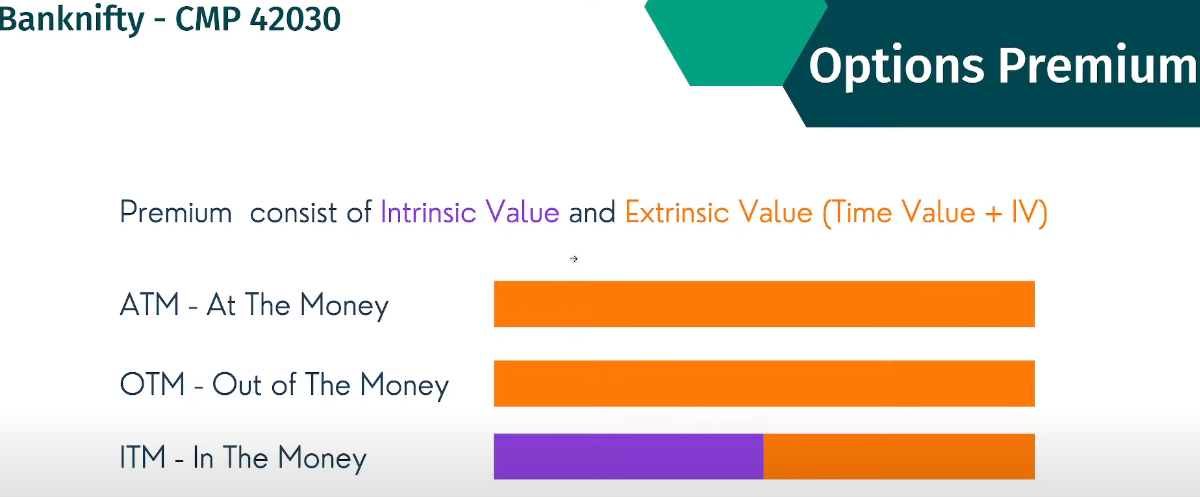 Banknifty - CMP 42030
Options Premium
Premium consist of Intrinsic Value and Extrinsic Value (Time Value + IV)
ATM - At The Money
OTM - Out of The Money
ITM - In The Money